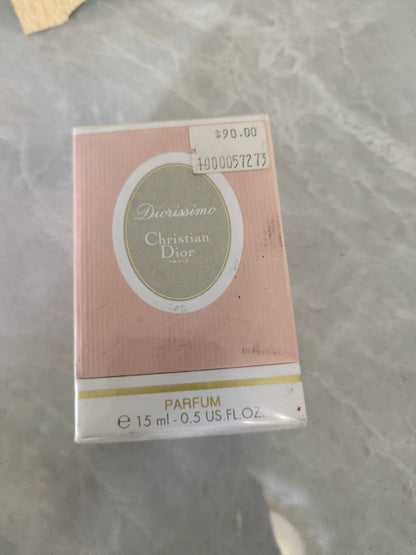 $90.00
1000057273
Diorissimo
Christian
Dior
PARIS
PARFUM
e 15 ml - 0.5 US.FL.OZ.